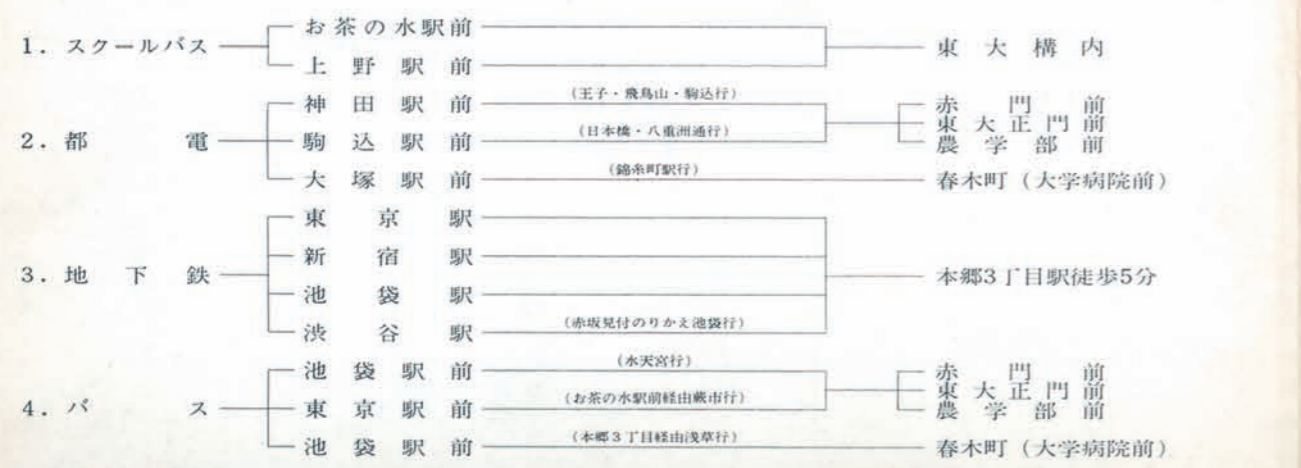 1. スクールバス
お茶の水駅前
上野駅前
東大構内
2. 都電
神田駅前 (王子・飛鳥山・駒込行)
駒込駅前 (日本橋・八重洲通行)
赤門前
東大正門前
農学部前
大塚駅前 (錦糸町駅行) 春木町(大学病院前)
3. 地下鉄
東京駅
新宿駅
池袋駅
渋谷駅 (赤坂見付のりかえ池袋行)
本郷3丁目駅徒歩5分
4. バス
池袋駅前 (水天宮行)
東京駅前 (お茶の水駅前経由蕨市行)
赤門前
東大正門前
農学部前
池袋駅前 (本郷3丁目経由浅草行) 春木町(大学病院前)